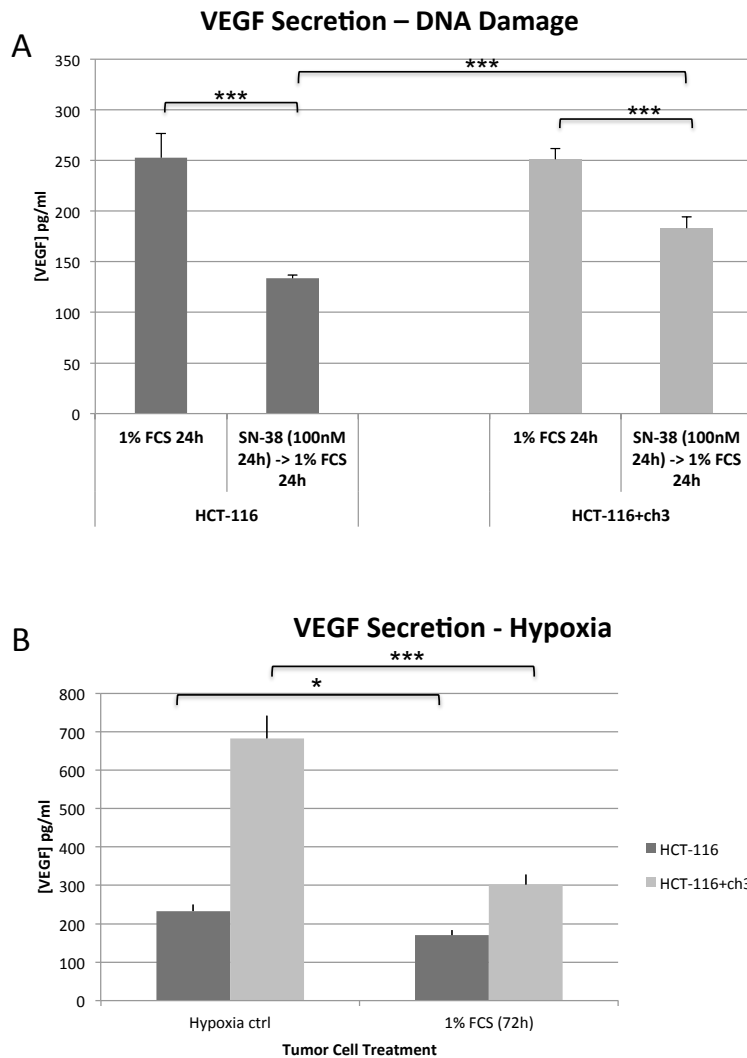 VEGF Secretion – DNA Damage
A
***
***
***
350
300
250
200
150
100
50
0
[VEGF] pg/ml
1% FCS 24h
SN-38 (100nM
24h) -> 1% FCS
24h
1% FCS 24h
SN-38 (100nM
24h) -> 1% FCS
24h
HCT-116
HCT-116+ch3
VEGF Secretion - Hypoxia
B
***
*
800
700
600
500
400
300
200
100
0
[VEGF] pg/ml
HCT-116
HCT-116+ch3
Hypoxia ctrl
1% FCS (72h)
Tumor Cell Treatment